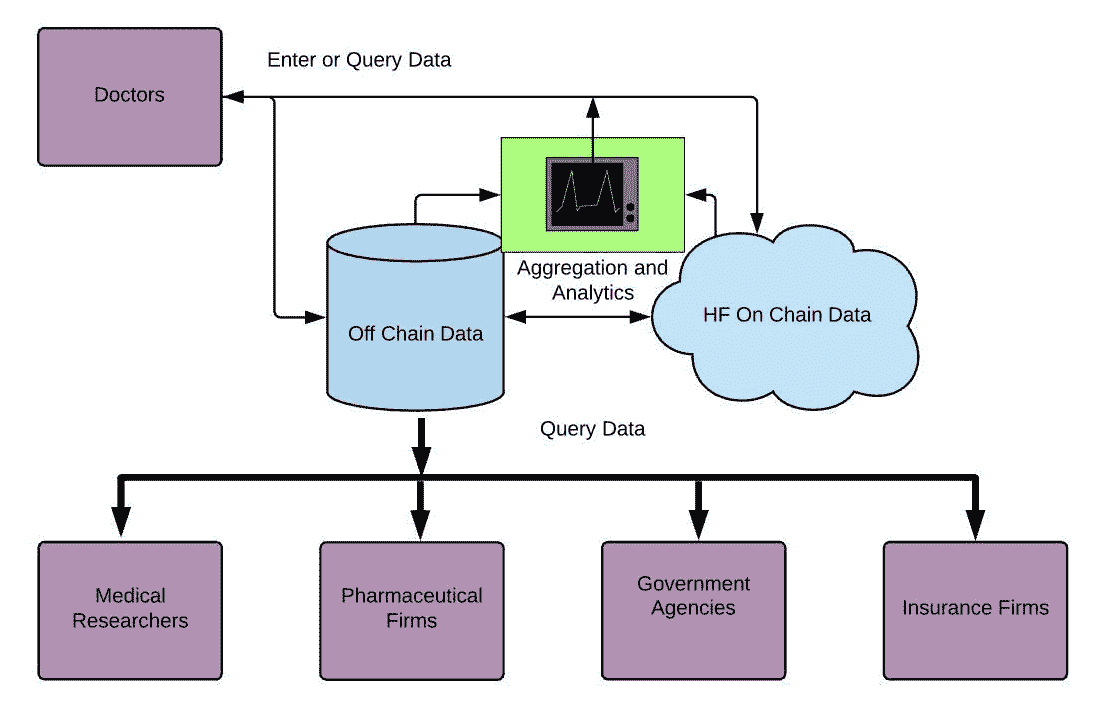 Enter or Query Data
Doctors
Aggregation and
Analytics
HF On Chain Data
Off Chain Data
Query Data
Medical
Researchers
Pharmaceutical
Firms
Government
Agencies
Insurance Firms